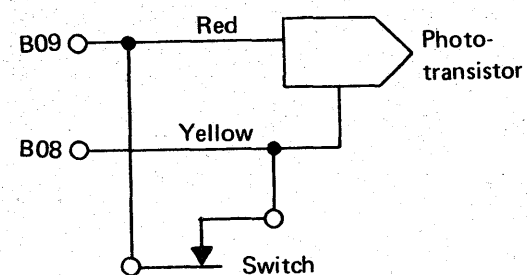 Red
B09
Photo-
transistor
Yellow
B08
Switch